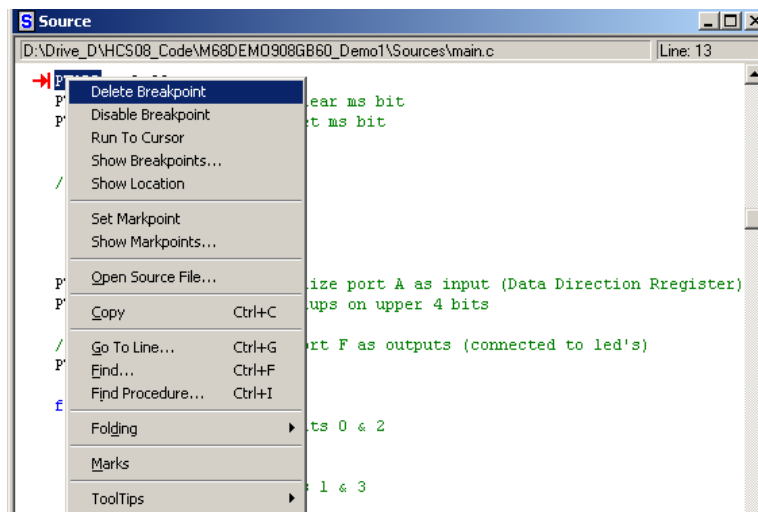 S Source
D:\Drive_D\HCS08_Code\M68DEMO908GB60_Demo1\Sources\main.c Line: 13
Delete Breakpoint
ear ms bit
Disable Breakpoint
t ms bit
Run To Cursor
Show Breakpoints...
/ Show Location
Set Markpoint
Show Markpoints...
P Open Source File... ize port A as input (Data Direction Rregister)
P ups on upper 4 bits
Copy Ctrl+C
/ Go To Line... Ctrl+G rt F as outputs (connected to led's)
P Find... Ctrl+F
Find Procedure... Ctrl+I
f
Folding ts 0 & 2
Marks
1 & 3
ToolTips